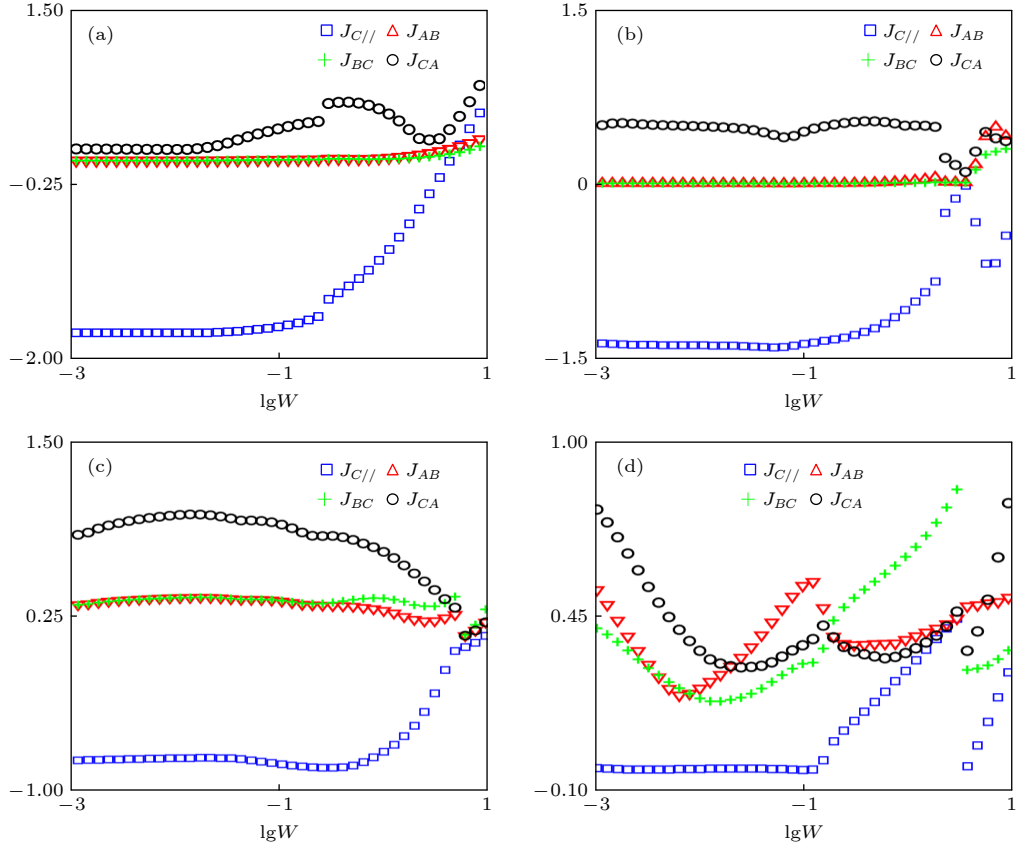 1.50
(a)
J_{C//} J_{AB}
J_{BC} J_{CA}
−0.25
−2.00
−3 −1 1
lgW
1.5
(b)
J_{C//} J_{AB}
J_{BC} J_{CA}
0
−1.5
−3 −1 1
lgW
1.50
(c)
J_{C//} J_{AB}
J_{BC} J_{CA}
0.25
−1.00
−3 −1 1
lgW
1.00
(d)
J_{C//} J_{AB}
J_{BC} J_{CA}
0.45
−0.10
−3 −1 1
lgW